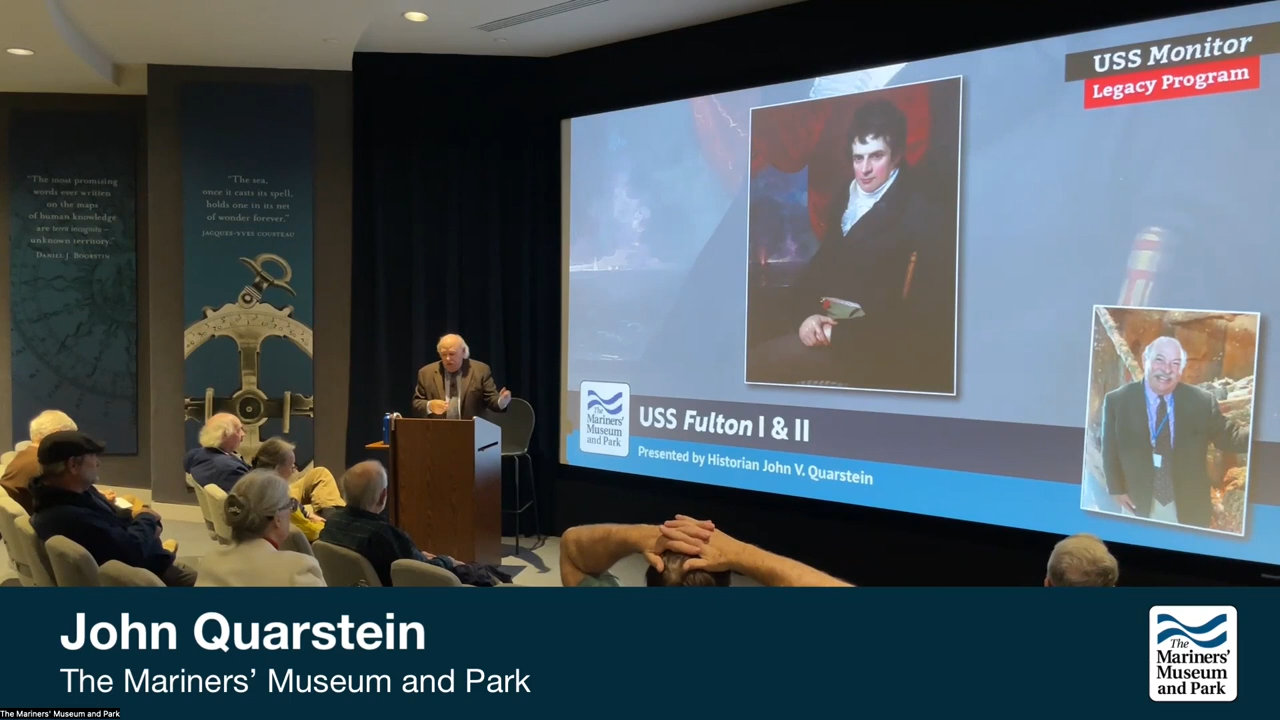 "The most promising
words ever written
on the maps
of human knowledge
are terra incognita –
unknown territory."
Daniel J. Boorstin
"The sea,
once it casts its spell,
holds one in its net
of wonder forever."
Jacques-Yves Cousteau
USS Monitor
Legacy Program
The
Mariners'
Museum
and Park
USS Fulton I & II
Presented by Historian John V. Quarstein
John Quarstein
The Mariners' Museum and Park
The
Mariners'
Museum
and Park
The Mariners' Museum and Park